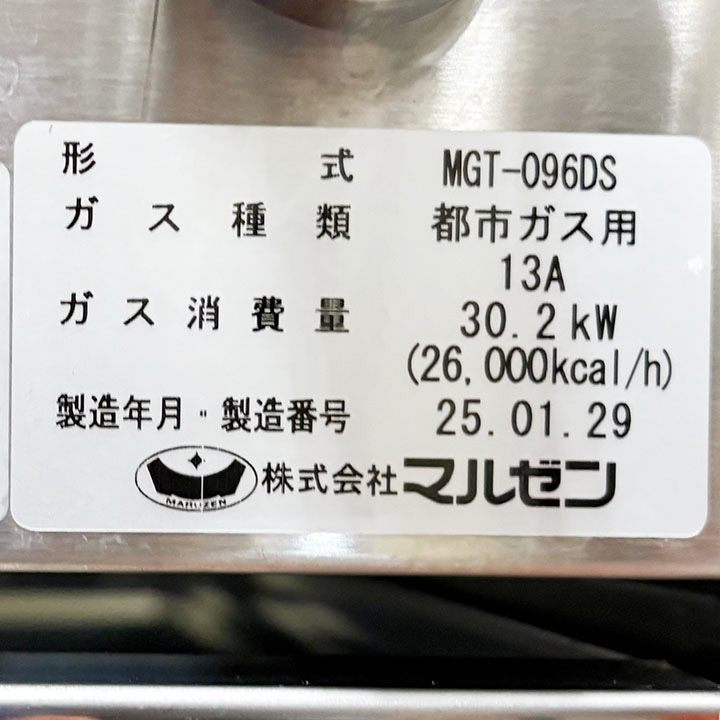 形式 MGT-096DS
ガス種類 都市ガス用
13A
ガス消費量 30.2kW
(26,000kcal/h)
製造年月・製造番号 25.01.29
MARUZEN 株式会社マルゼン